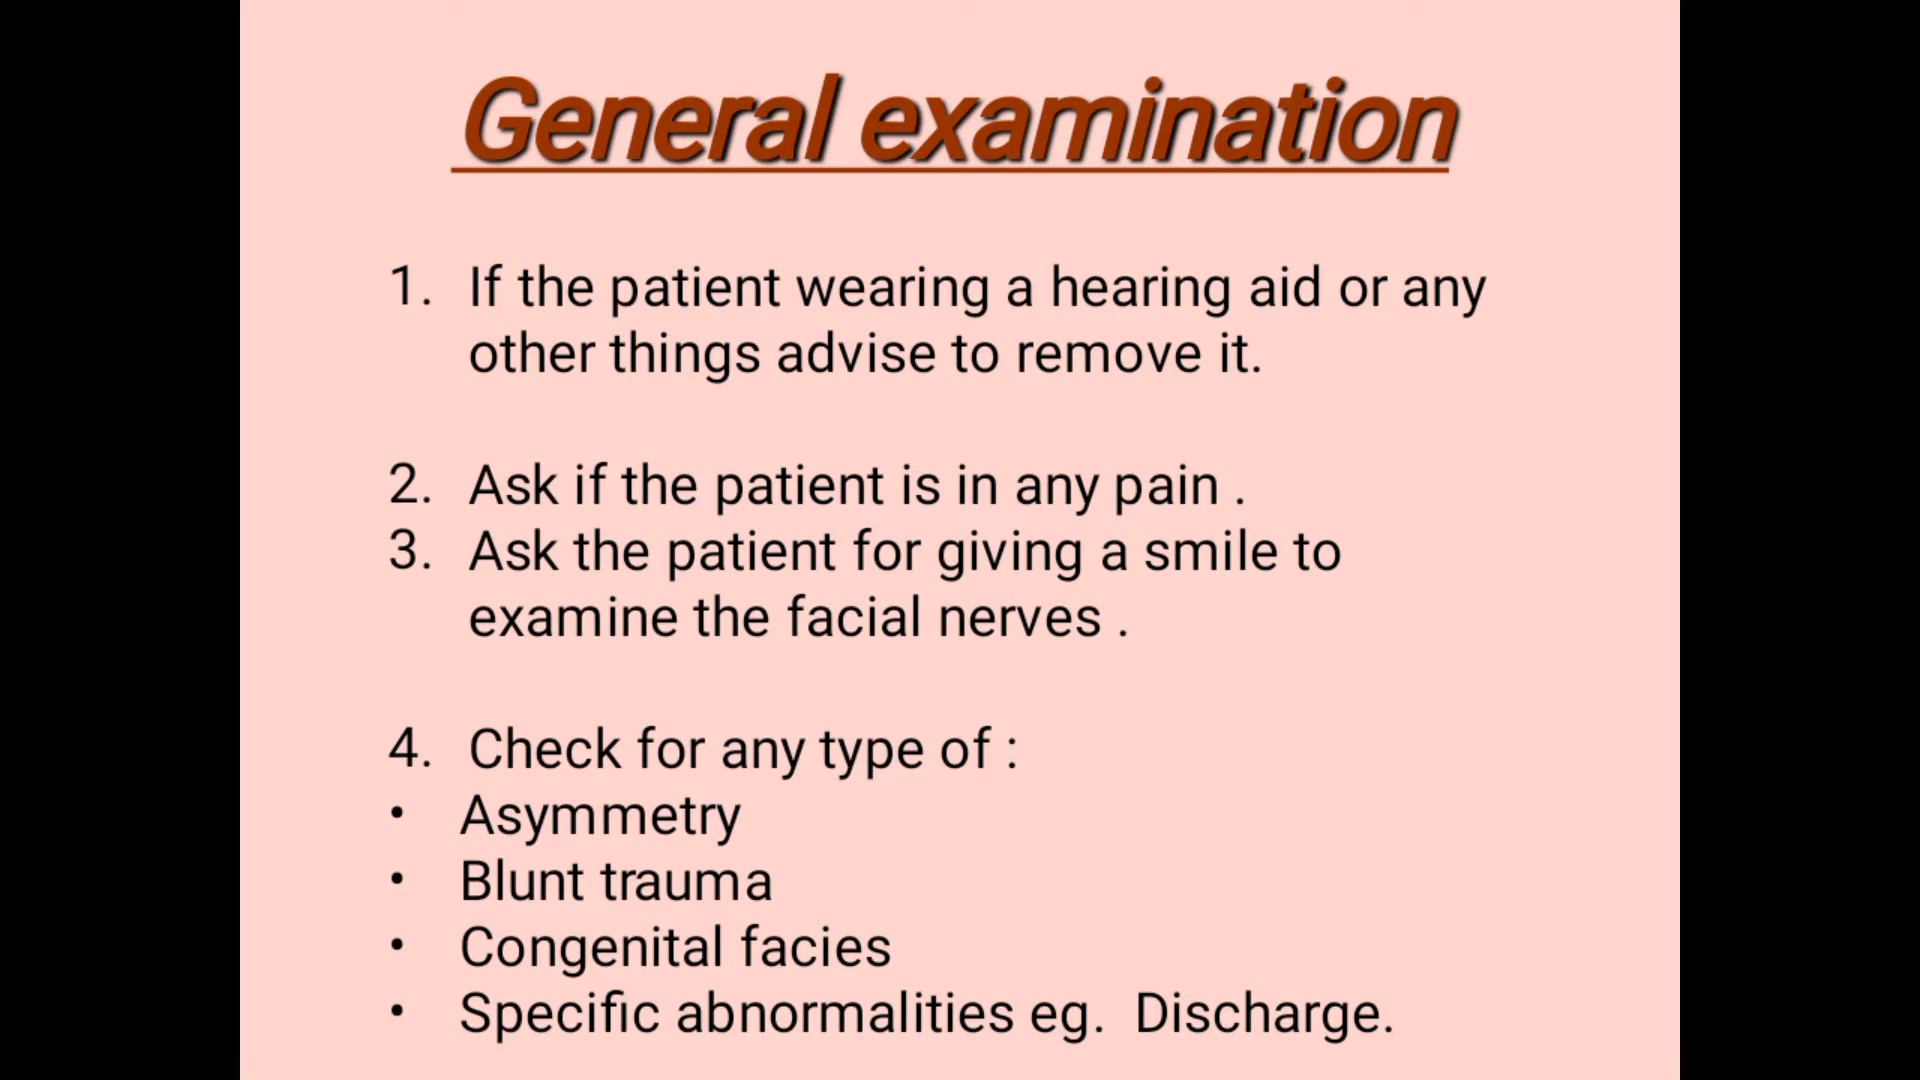 General examination
1. If the patient wearing a hearing aid or any
other things advise to remove it.
2. Ask if the patient is in any pain .
3. Ask the patient for giving a smile to
examine the facial nerves .
4. Check for any type of :
• Asymmetry
• Blunt trauma
• Congenital facies
• Specific abnormalities eg. Discharge.